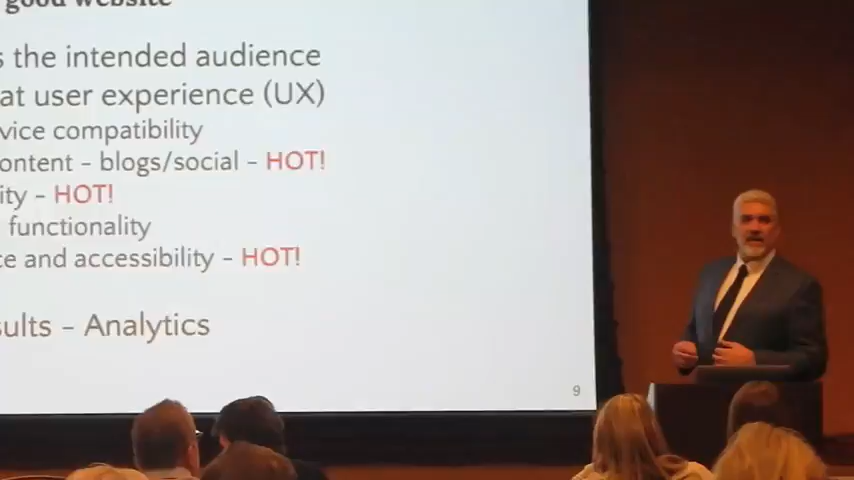 good website
s the intended audience
at user experience (UX)
vice compatibility
ontent – blogs/social – HOT!
ity – HOT!
functionality
ce and accessibility – HOT!
sults – Analytics
9